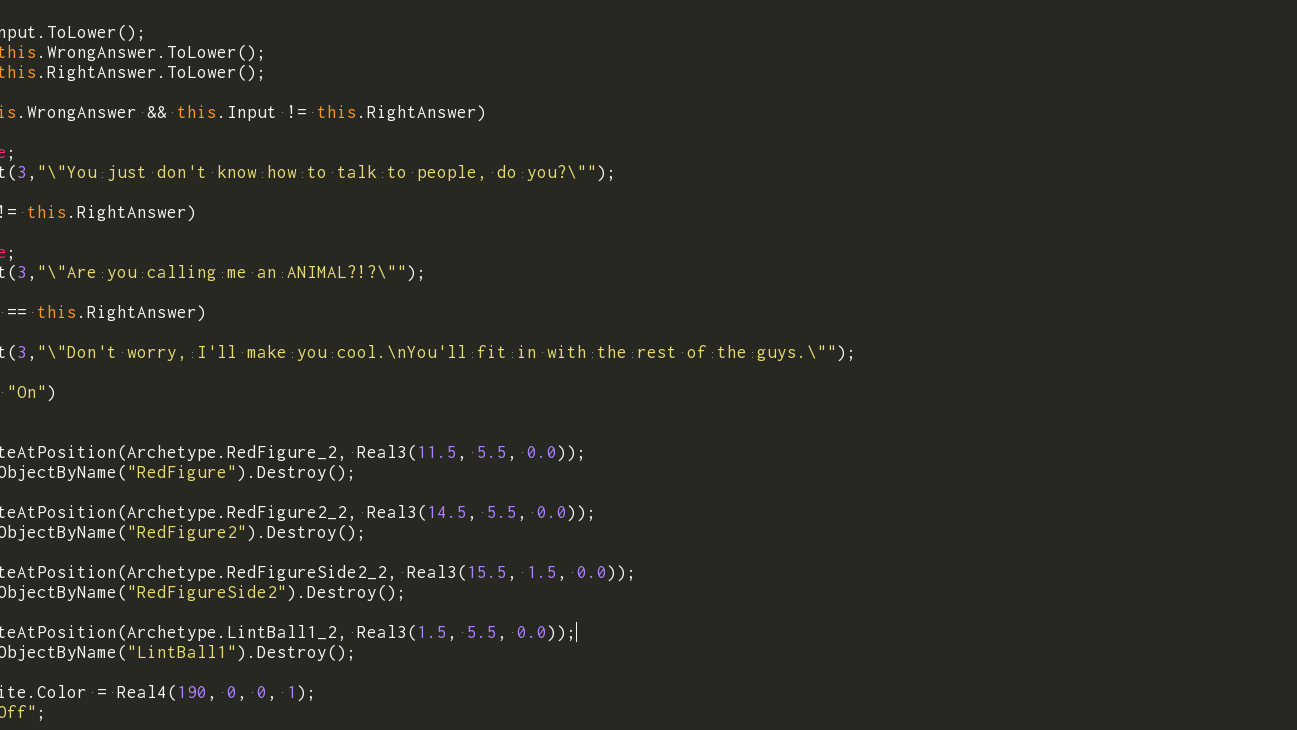 nput.ToLower();
this.WrongAnswer.ToLower();
this.RightAnswer.ToLower();
is.WrongAnswer && this.Input != this.RightAnswer)
e;
t(3,"\"You just don't know how to talk to people, do you?\"");
!= this.RightAnswer)
e;
t(3,"\"Are you calling me an ANIMAL?!?\"");
== this.RightAnswer)
t(3,"\"Don't worry, I'll make you cool.\nYou'll fit in with the rest of the guys.\"");
"On")
teAtPosition(Archetype.RedFigure_2, Real3(11.5, 5.5, 0.0));
ObjectByName("RedFigure").Destroy();
teAtPosition(Archetype.RedFigure2_2, Real3(14.5, 5.5, 0.0));
ObjectByName("RedFigure2").Destroy();
teAtPosition(Archetype.RedFigureSide2_2, Real3(15.5, 1.5, 0.0));
ObjectByName("RedFigureSide2").Destroy();
teAtPosition(Archetype.LintBall1_2, Real3(1.5, 5.5, 0.0));
ObjectByName("LintBall1").Destroy();
ite.Color = Real4(190, 0, 0, 1);
Off";